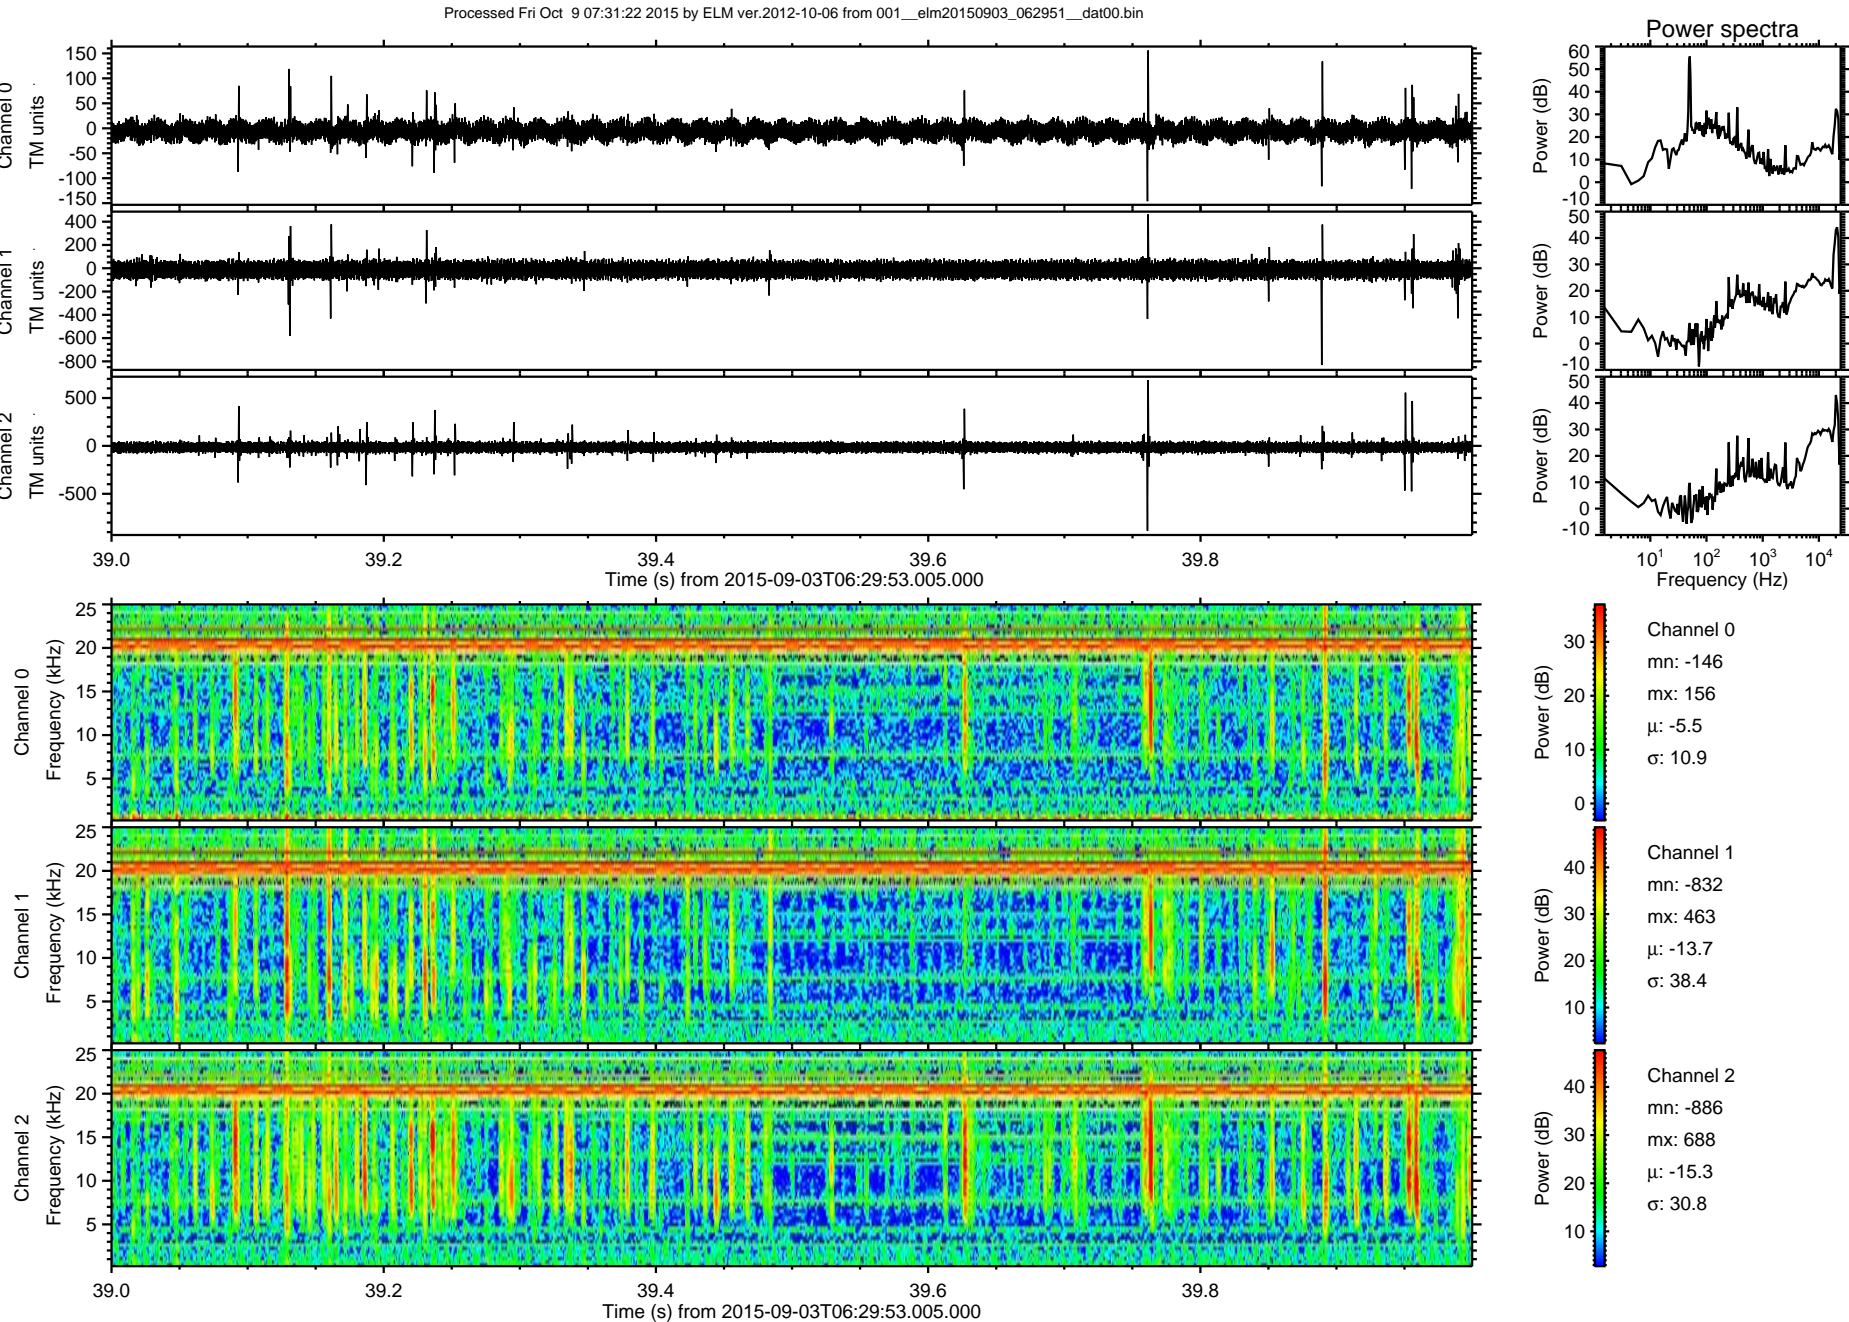 Processed Fri Oct  9 07:31:22 2015 by ELM ver.2012-10-06 from 001__elm20150903_062951__dat00.bin
Power spectra
Channel 0
TM units
150
100
50
0
-50
-100
-150
Power (dB)
60
50
40
30
20
10
0
-10
Channel 1
TM units
400
200
0
-200
-400
-600
-800
Power (dB)
50
40
30
20
10
0
-10
Channel 2
TM units
500
0
-500
Power (dB)
50
40
30
20
10
0
-10
39.0 39.2 39.4 39.6 39.8
Time (s) from 2015-09-03T06:29:53.005.000
10^1 10^2 10^3 10^4
Frequency (Hz)
Channel 0
Frequency (kHz)
25
20
15
10
5
Power (dB)
30
20
10
0
Channel 0
mn: -146
mx: 156
μ: -5.5
σ: 10.9
Channel 1
Frequency (kHz)
25
20
15
10
5
Power (dB)
40
30
20
10
Channel 1
mn: -832
mx: 463
μ: -13.7
σ: 38.4
Channel 2
Frequency (kHz)
25
20
15
10
5
Power (dB)
40
30
20
10
Channel 2
mn: -886
mx: 688
μ: -15.3
σ: 30.8
39.0 39.2 39.4 39.6 39.8
Time (s) from 2015-09-03T06:29:53.005.000